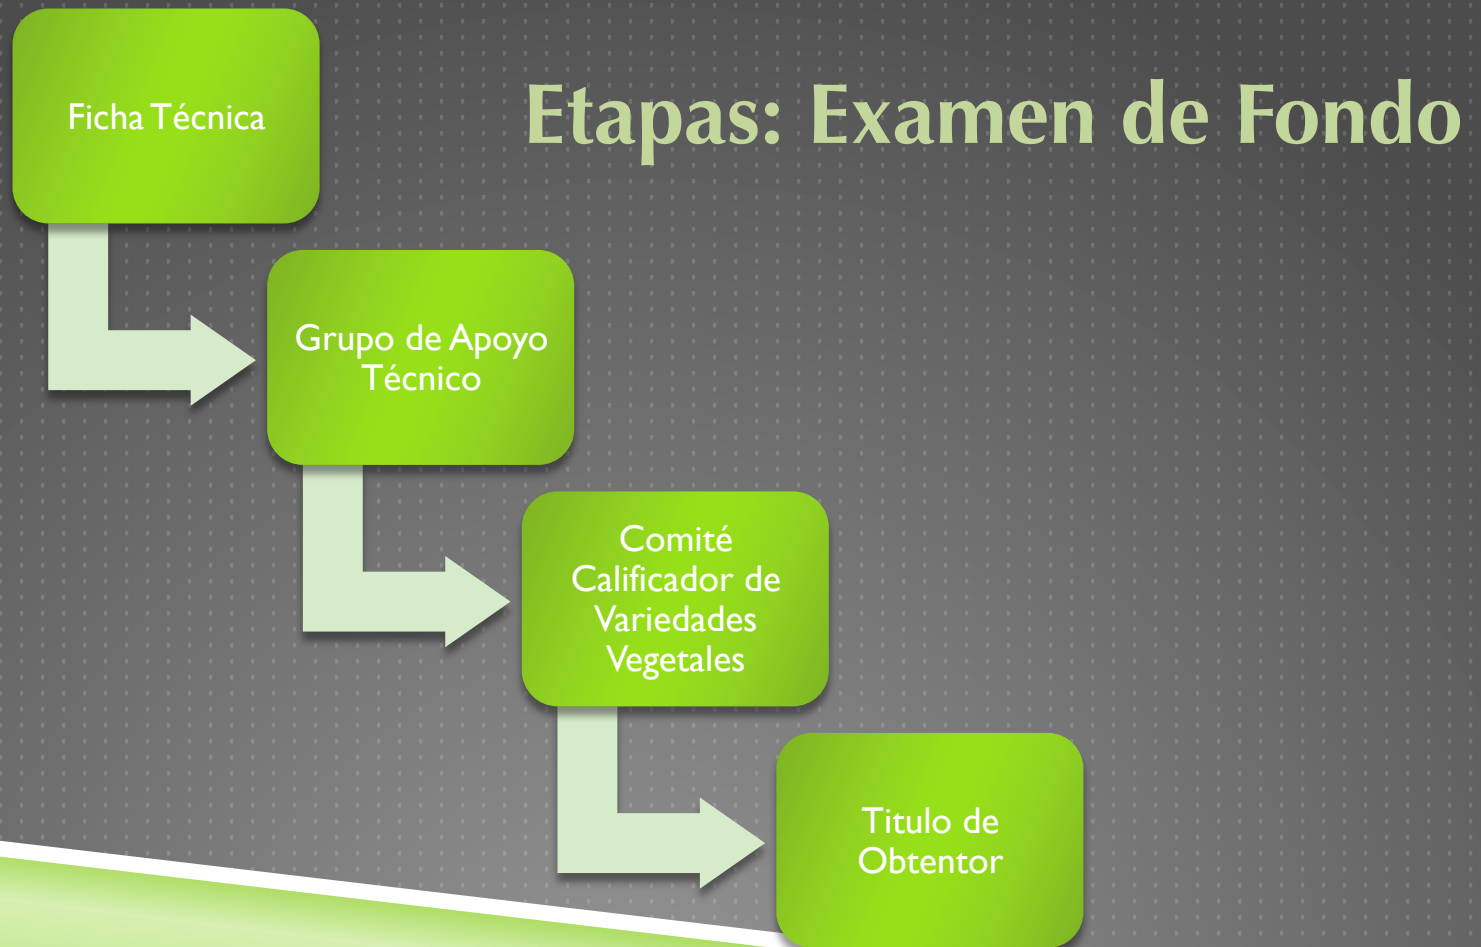 Etapas: Examen de Fondo
Ficha Técnica
Grupo de Apoyo
Técnico
Comité
Calificador de
Variedades
Vegetales
Titulo de
Obtentor